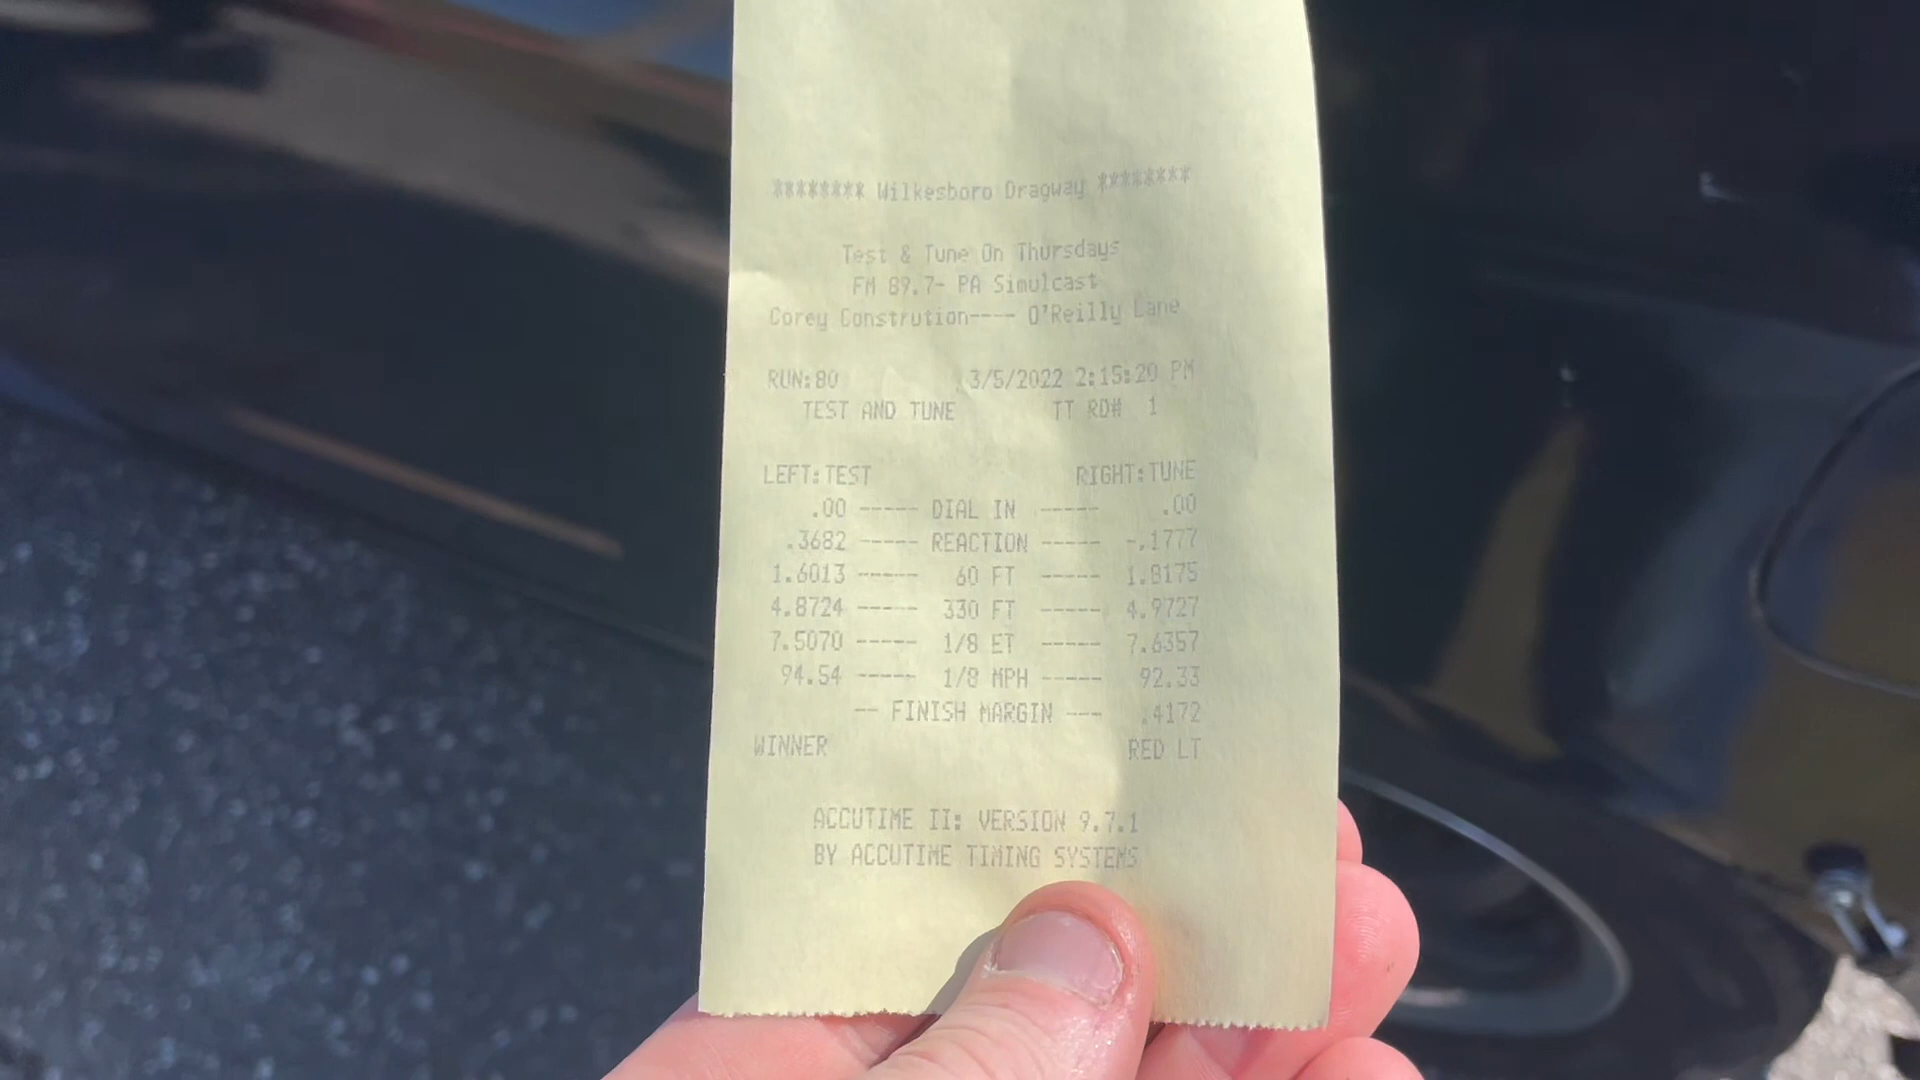 ******** Wilkesboro Dragway ********
Test & Tune On Thursdays
FM 89.7- PA Simulcast
Corey Constrution---- O'Reilly Lane
RUN:80 3/5/2022 2:15:20 PM
TEST AND TUNE TT RD# 1
LEFT:TEST RIGHT:TUNE
.00 ----- DIAL IN ----- .00
.3682 ----- REACTION ----- -.1777
1.6013 ----- 60 FT ----- 1.8175
4.8724 ----- 330 FT ----- 4.9727
7.5070 ----- 1/8 ET ----- 7.6357
94.54 ----- 1/8 MPH ----- 92.33
-- FINISH MARGIN --- .4172
WINNER RED LT
ACCUTIME II: VERSION 9.7.1
BY ACCUTIME TIMING SYSTEMS